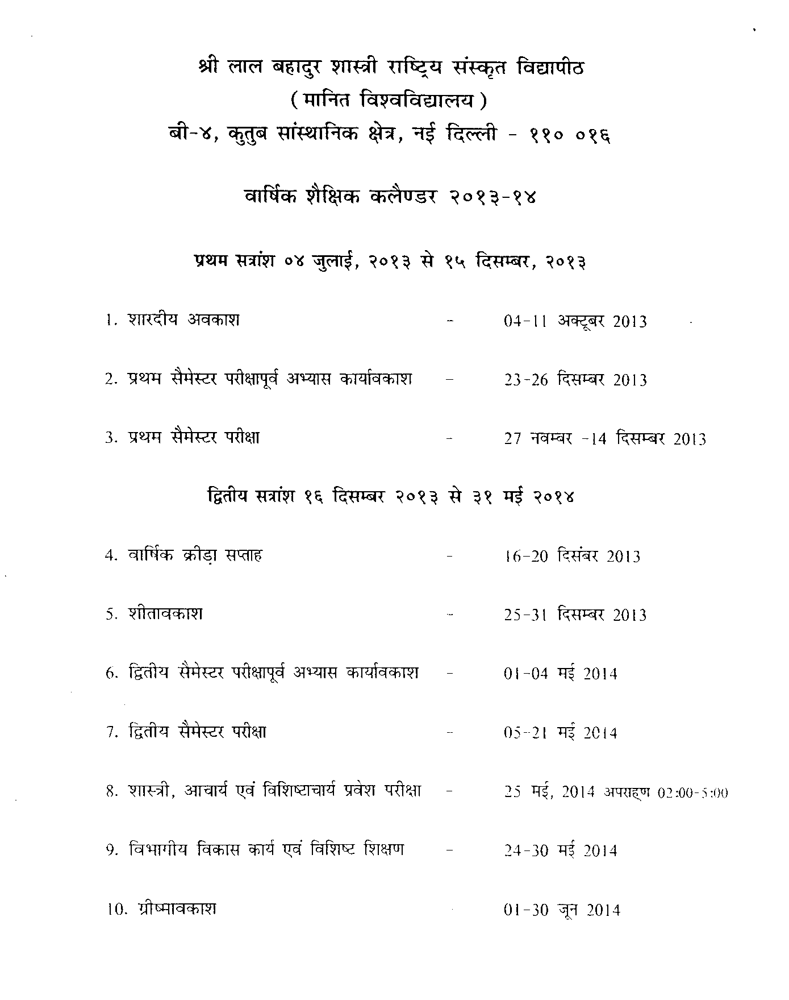 श्री लाल बहादुर शास्त्री राष्ट्रिय संस्कृत विद्यापीठ
( मानित विश्वविद्यालय )
बी-४, कुतुब सांस्थानिक क्षेत्र, नई दिल्ली - ११० ०१६
वार्षिक शैक्षिक कलैण्डर २०१३-१४
प्रथम सत्रांश ०४ जुलाई, २०१३ से १५ दिसम्बर, २०१३
1. शारदीय अवकाश - 04-11 अक्टूबर 2013
2. प्रथम सैमेस्टर परीक्षापूर्व अभ्यास कार्यावकाश - 23-26 दिसम्बर 2013
3. प्रथम सैमेस्टर परीक्षा - 27 नवम्बर -14 दिसम्बर 2013
द्वितीय सत्रांश १६ दिसम्बर २०१३ से ३१ मई २०१४
4. वार्षिक क्रीड़ा सप्ताह - 16-20 दिसंबर 2013
5. शीतावकाश - 25-31 दिसम्बर 2013
6. द्वितीय सैमेस्टर परीक्षापूर्व अभ्यास कार्यावकाश - 01-04 मई 2014
7. द्वितीय सैमेस्टर परीक्षा - 05-21 मई 2014
8. शास्त्री, आचार्य एवं विशिष्टाचार्य प्रवेश परीक्षा - 25 मई, 2014 अपराह्ण 02:00-5:00
9. विभागीय विकास कार्य एवं विशिष्ट शिक्षण - 24-30 मई 2014
10. ग्रीष्मावकाश 01-30 जून 2014